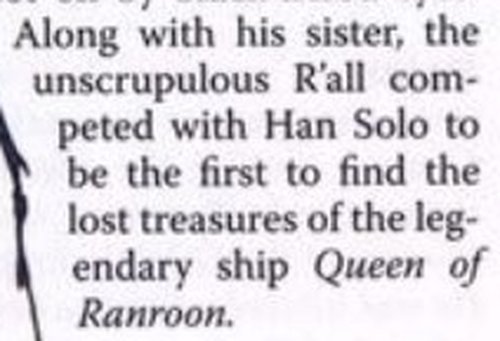 Along with his sister, the
unscrupulous R'all com-
peted with Han Solo to
be the first to find the
lost treasures of the leg-
endary ship Queen of
Ranroon.